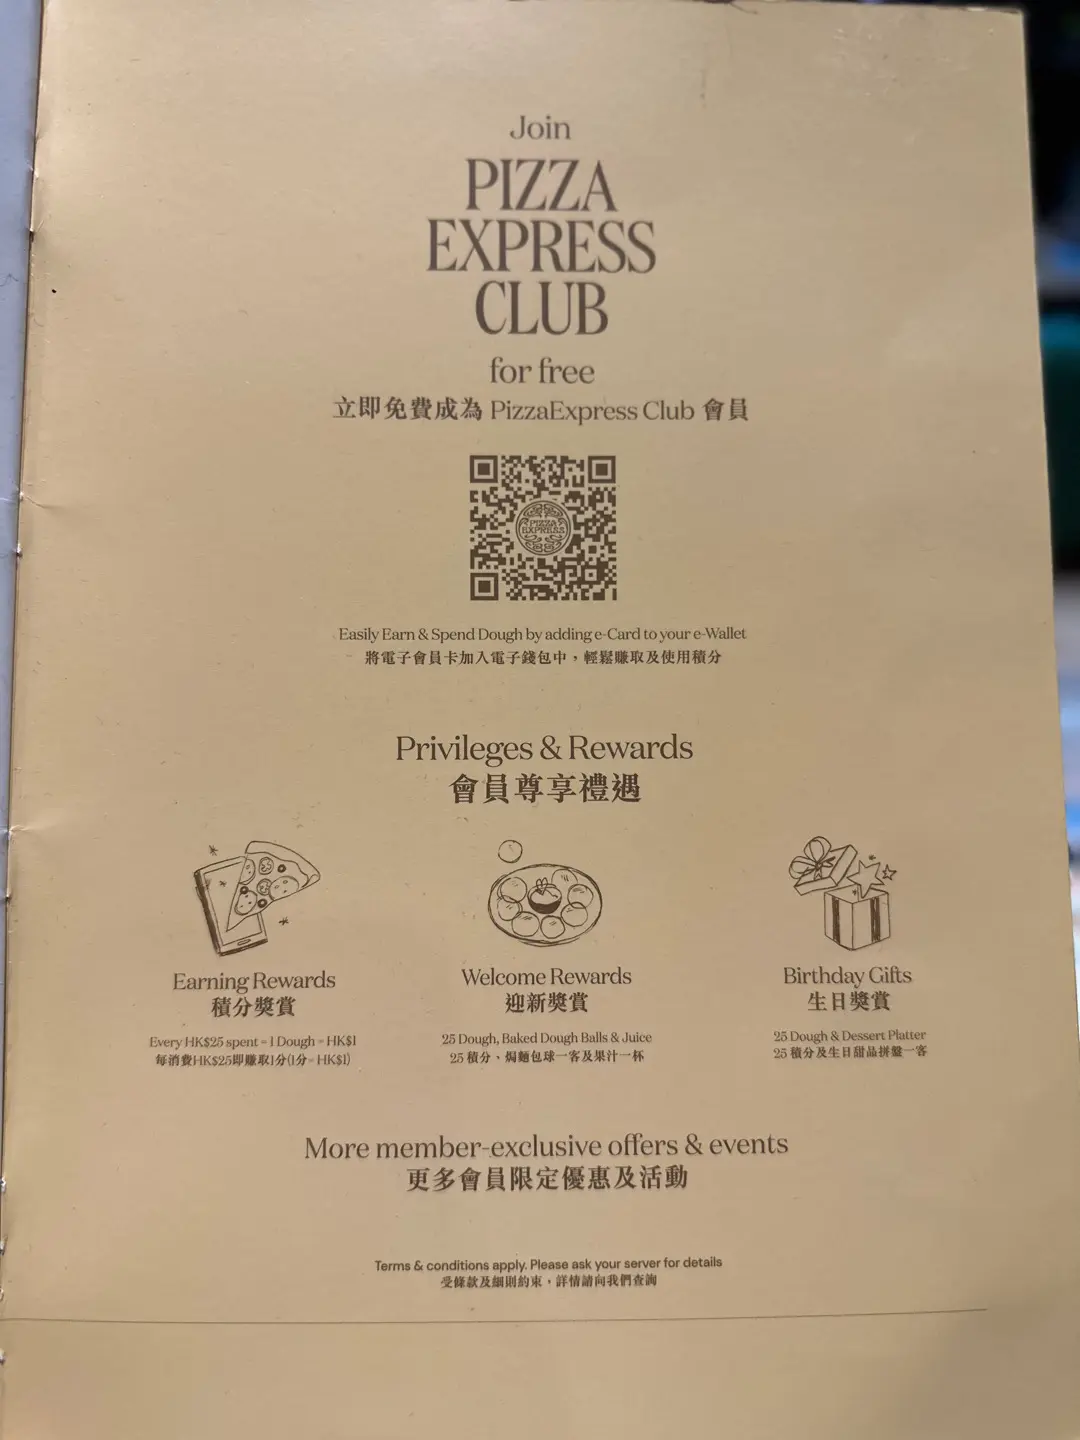 Join
PIZZA
EXPRESS
CLUB
for free
立即免費成為 PizzaExpress Club 會員
PIZZA
EXPRESS
Easily Earn & Spend Dough by adding e-Card to your e-Wallet
將電子會員卡加入電子錢包中，輕鬆賺取及使用積分
Privileges & Rewards
會員尊享禮遇
Earning Rewards
積分獎賞
Every HK$25 spent = 1 Dough = HK$1
每消費HK$25即賺取1分(1分= HK$1)
Welcome Rewards
迎新獎賞
25 Dough, Baked Dough Balls & Juice
25 積分、焗麵包球一客及果汁一杯
Birthday Gifts
生日獎賞
25 Dough & Dessert Platter
25 積分及生日甜品拼盤一客
More member-exclusive offers & events
更多會員限定優惠及活動
Terms & conditions apply. Please ask your server for details
受條款及細則約束，詳情請向我們查詢